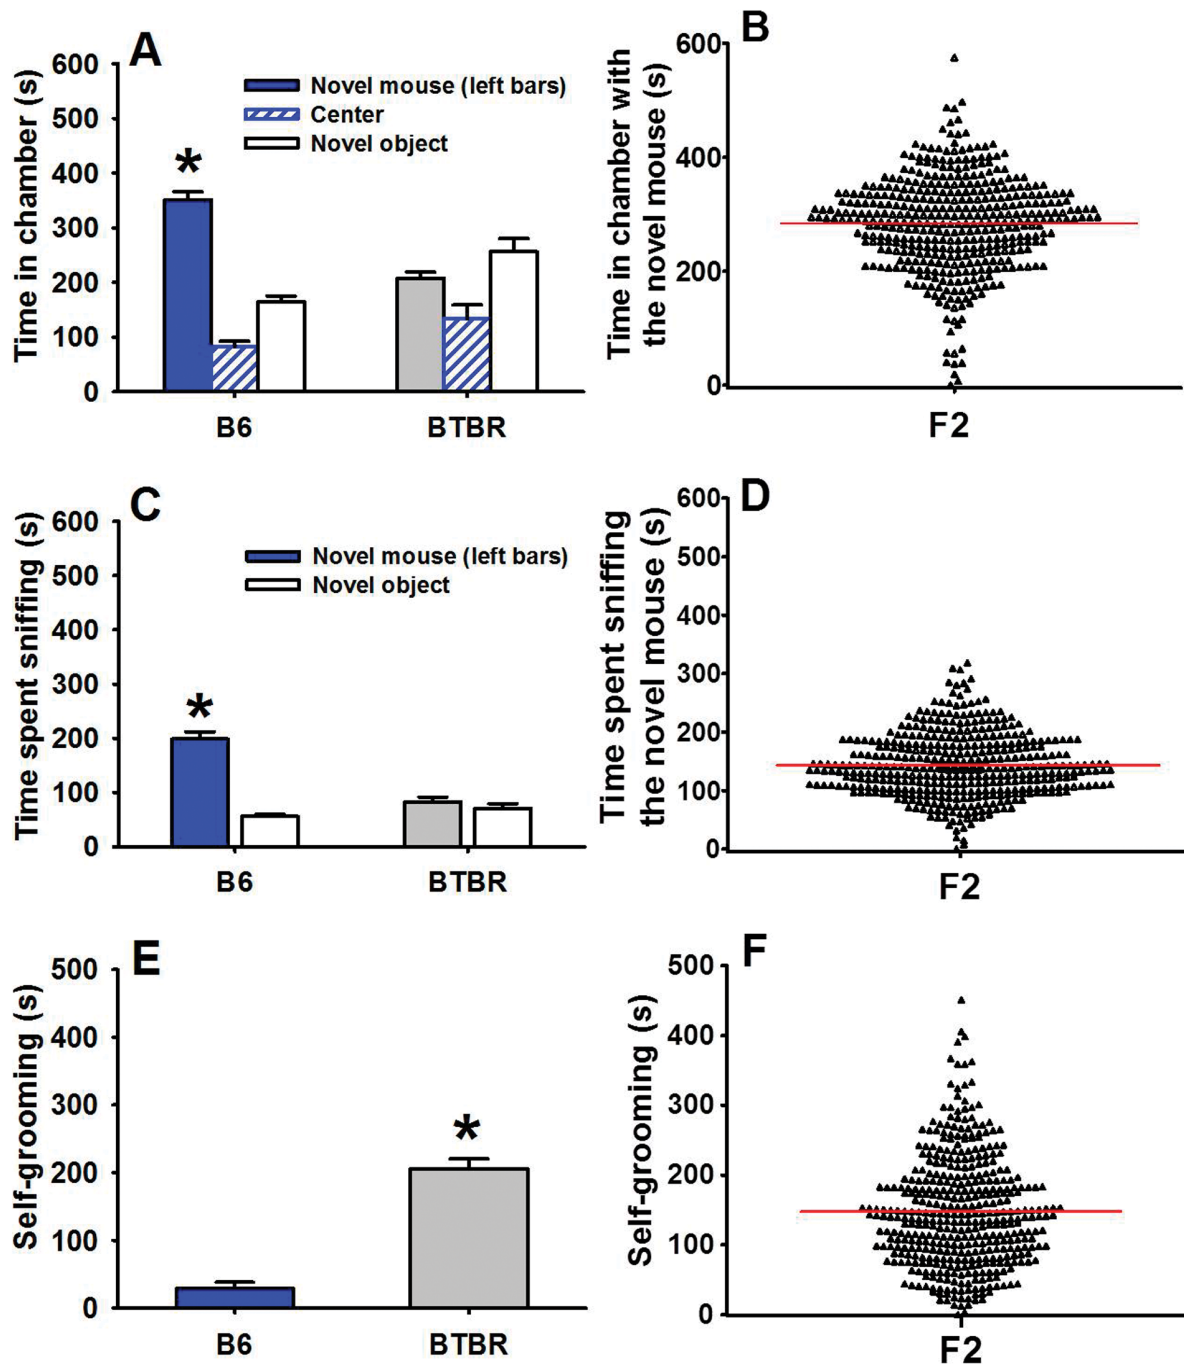 A
Time in chamber (s)
600
500
400
300
200
100
0
Novel mouse (left bars)
Center
Novel object
*
B6
BTBR
B
Time in chamber with
the novel mouse (s)
600
400
200
0
F2
C
Time spent sniffing (s)
600
500
400
300
200
100
0
Novel mouse (left bars)
Novel object
*
B6
BTBR
D
Time spent sniffing
the novel mouse (s)
600
500
400
300
200
100
0
F2
E
Self-grooming (s)
500
400
300
200
100
0
*
B6
BTBR
F
Self-grooming (s)
500
400
300
200
100
0
F2